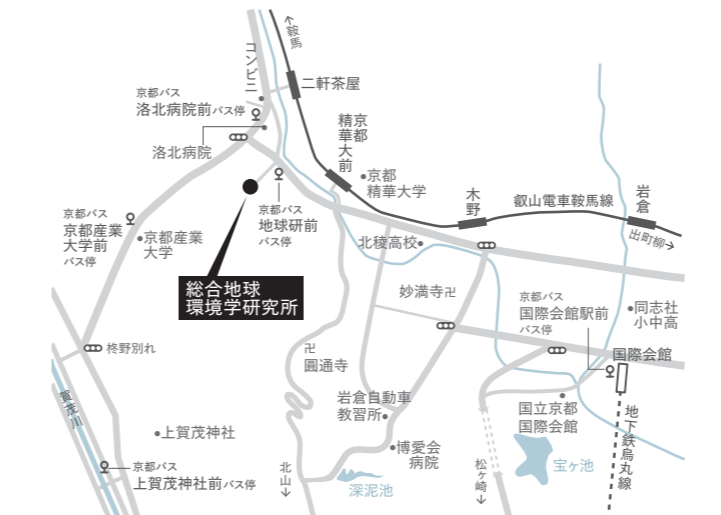 ←鞍馬
コンビニ
二軒茶屋
京都バス
洛北病院前バス停
洛北病院
京都
精華大前
京都
精華大学
木野
叡山電車鞍馬線
岩倉
出町柳→
京都バス
地球研前
バス停
京都バス
京都産業
大学前
バス停
京都産業
大学
北稜高校
総合地球
環境学研究所
妙満寺卍
京都バス
国際会館駅前
バス停
同志社
小中高
国際会館
柊野別れ
卍
圓通寺
賀茂川
岩倉自動車
教習所
国立京都
国際会館
地下鉄烏丸線
上賀茂神社
博愛会
病院
京都バス
上賀茂神社前バス停
北山→
深泥池
松ヶ崎→
宝ヶ池